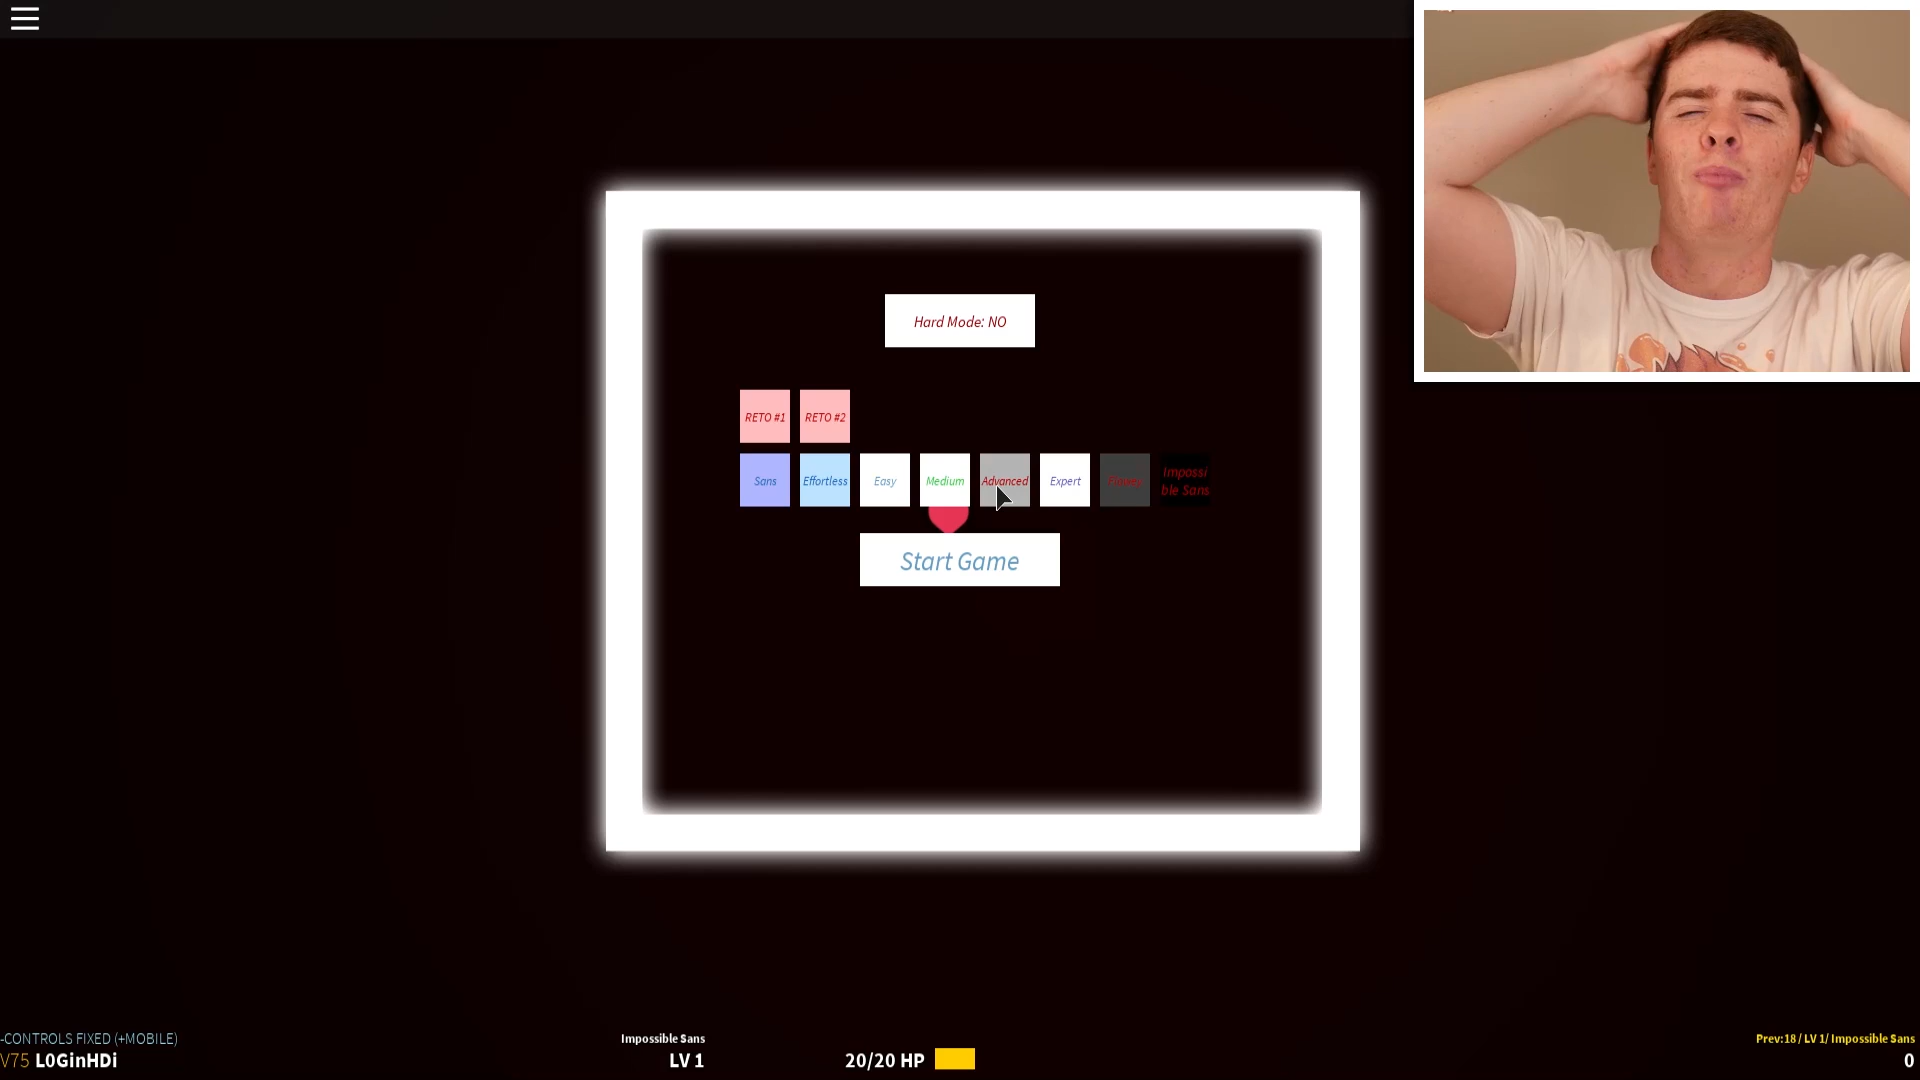 Hard Mode: NO
RETO #1
RETO #2
Sans
Effortless
Easy
Medium
Advanced
Expert
Impossi
ble Sans
Start Game
-CONTROLS FIXED (+MOBILE)
V75 L0GinHDi
Impossible Sans
LV 1
20/20 HP
Prev:18 / LV 1/ Impossible Sans
0